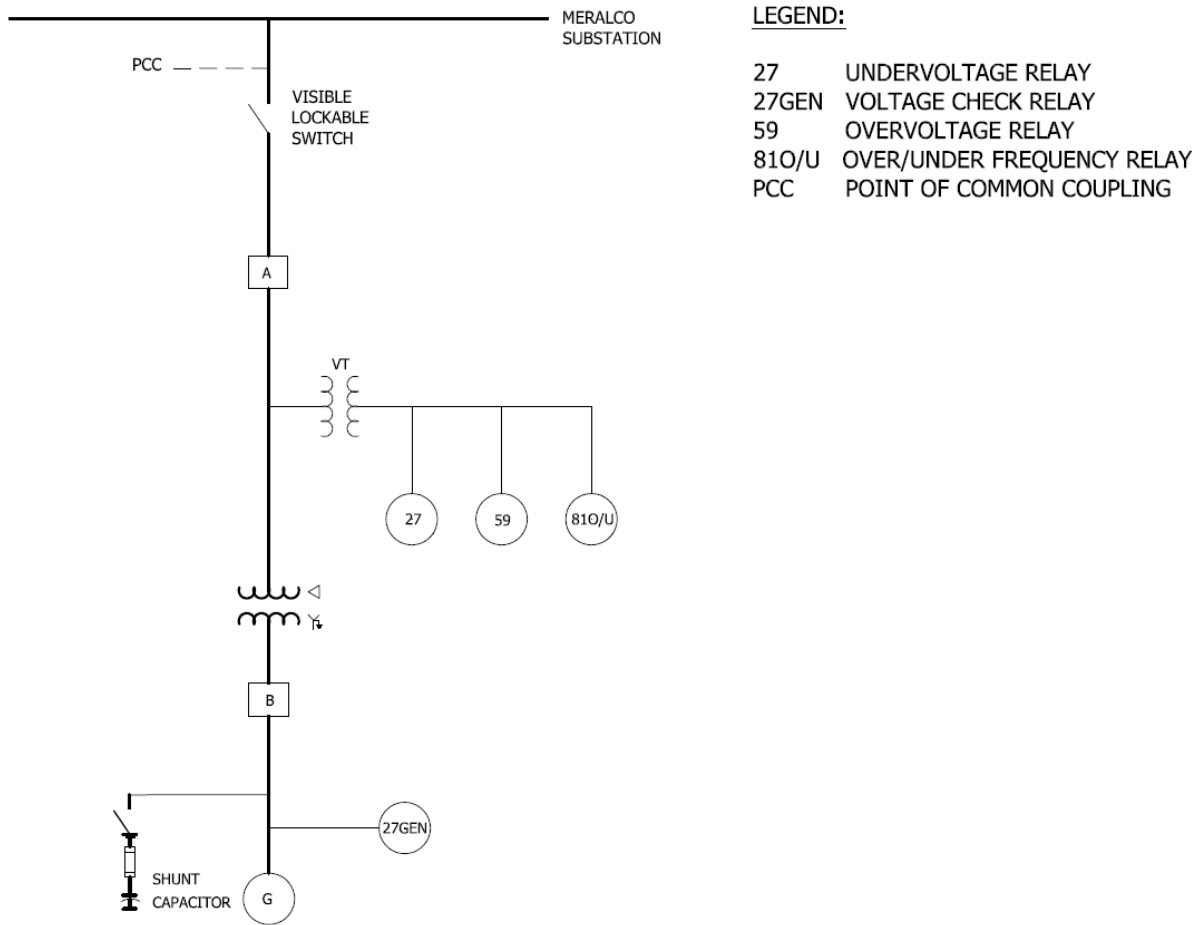 MERALCO
SUBSTATION
PCC
VISIBLE
LOCKABLE
SWITCH
A
VT
27
59
81O/U
B
27GEN
SHUNT
CAPACITOR
G
LEGEND:
27 UNDERVOLTAGE RELAY
27GEN VOLTAGE CHECK RELAY
59 OVERVOLTAGE RELAY
81O/U OVER/UNDER FREQUENCY RELAY
PCC POINT OF COMMON COUPLING